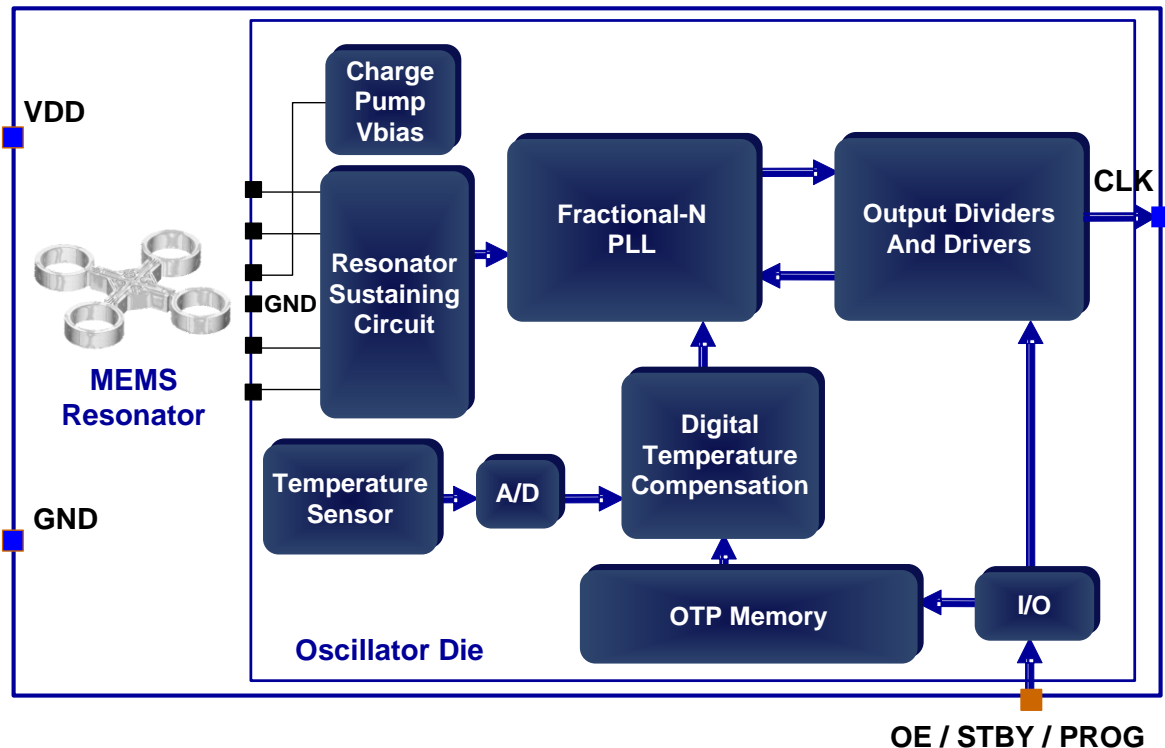 Charge
Pump
Vbias
VDD
CLK
Fractional-N
PLL
Output Dividers
And Drivers
Resonator
Sustaining
Circuit
GND
MEMS
Resonator
Digital
Temperature
Compensation
Temperature
Sensor
A/D
GND
OTP Memory
I/O
Oscillator Die
OE / STBY / PROG